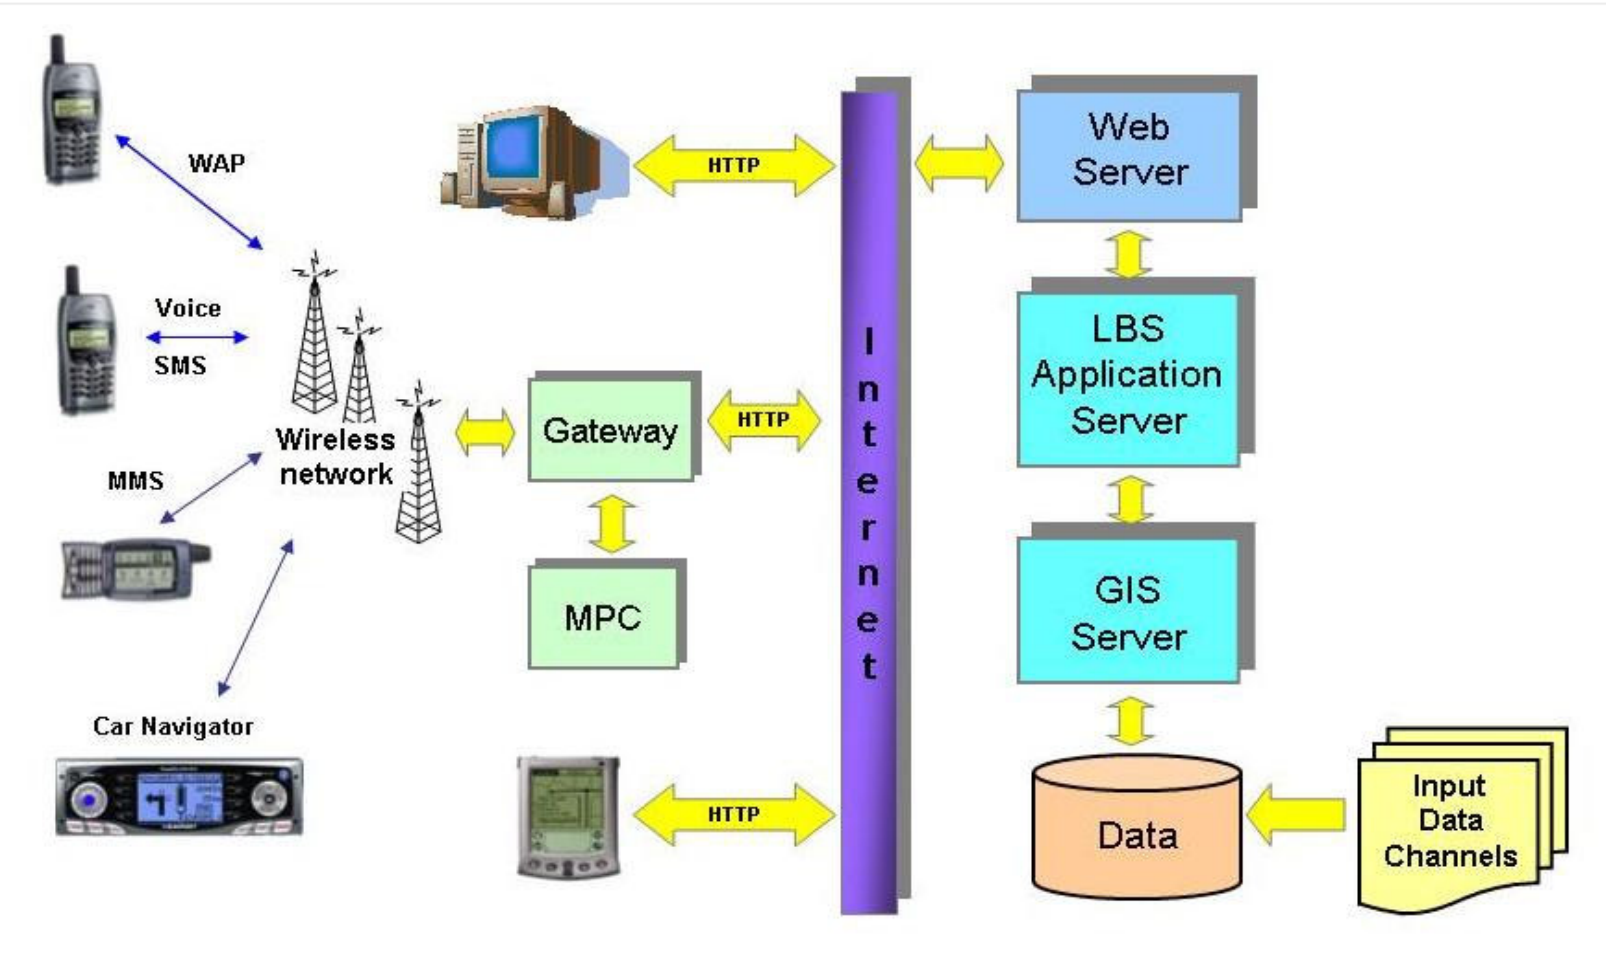 WAP
HTTP
Web
Server
Voice
SMS
LBS
Application
Server
Internet
Wireless
network
Gateway
HTTP
MMS
MPC
GIS
Server
Car Navigator
HTTP
Data
Input
Data
Channels